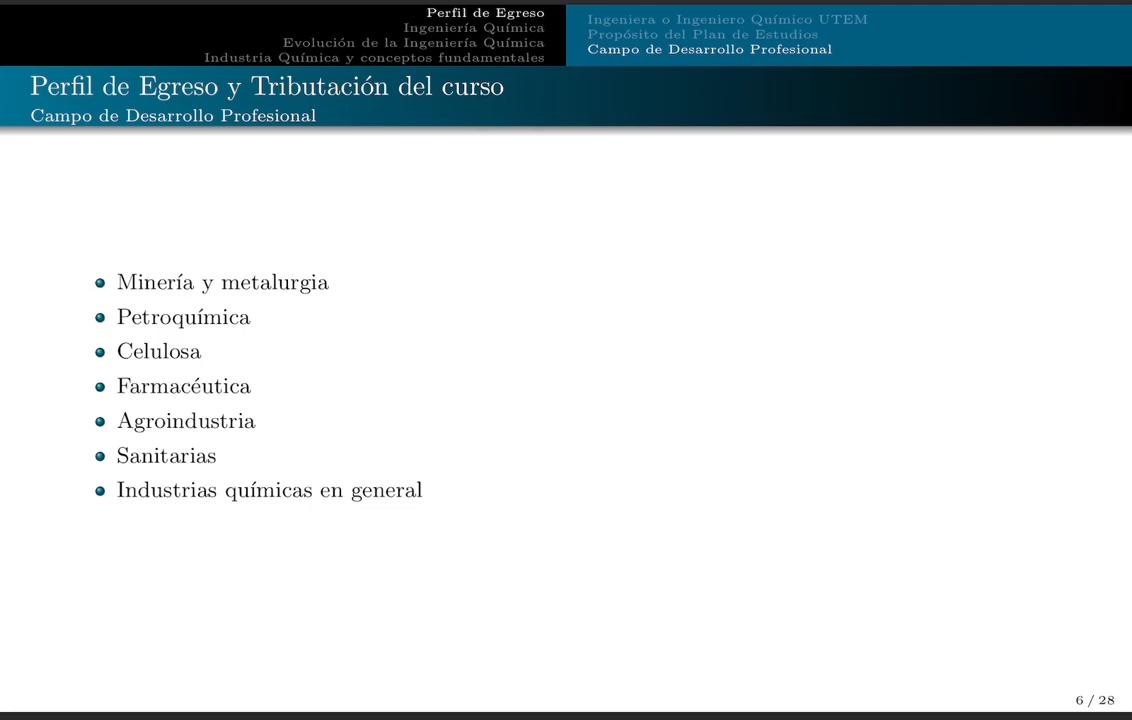 Perfil de Egreso
Ingeniería Química
Evolución de la Ingeniería Química
Industria Química y conceptos fundamentales
Ingeniera o Ingeniero Químico UTEM
Propósito del Plan de Estudios
Campo de Desarrollo Profesional
Perfil de Egreso y Tributación del curso
Campo de Desarrollo Profesional
Minería y metalurgia
Petroquímica
Celulosa
Farmacéutica
Agroindustria
Sanitarias
Industrias químicas en general
6 / 28